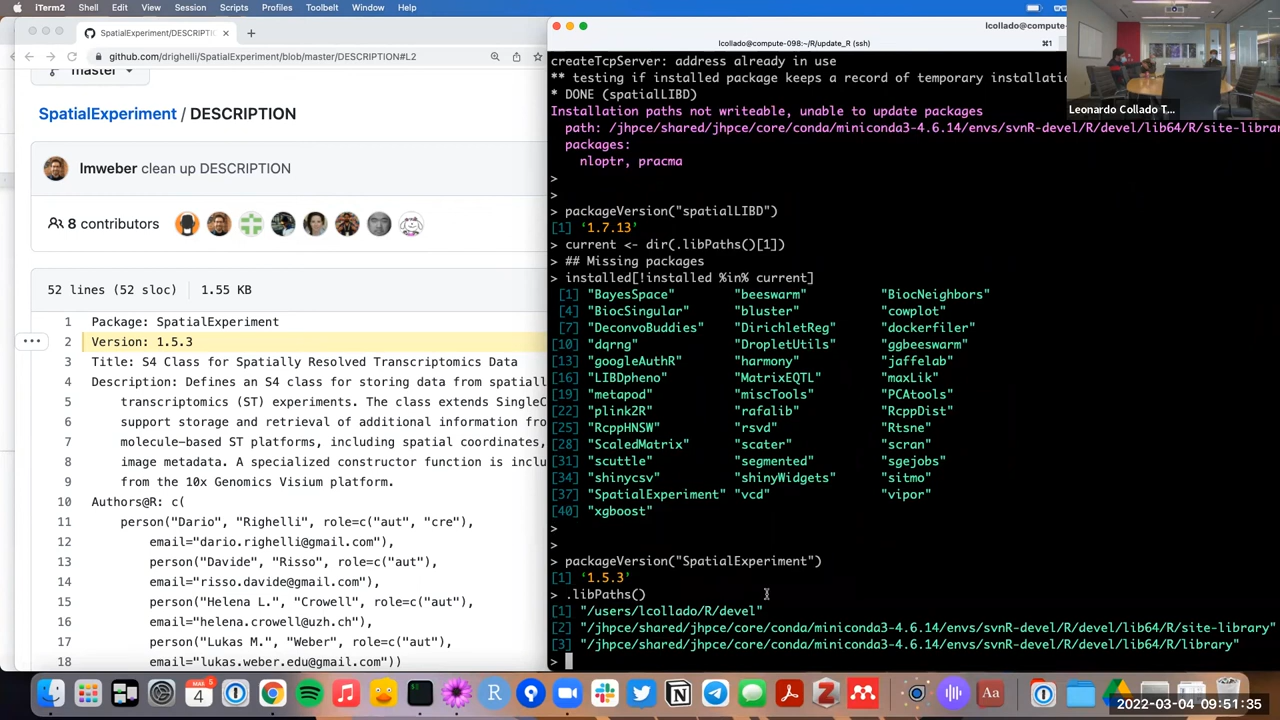 iTerm2 Shell Edit View Session Scripts Profiles Toolbelt Window Help
SpatialExperiment/DESCRIPTI
github.com/drighelli/SpatialExperiment/blob/master/DESCRIPTION#L2
master
SpatialExperiment / DESCRIPTION
lmweber clean up DESCRIPTION
8 contributors
52 lines (52 sloc) 1.55 KB
1 Package: SpatialExperiment
2 Version: 1.5.3
3 Title: S4 Class for Spatially Resolved Transcriptomics Data
4 Description: Defines an S4 class for storing data from spatiall
5 transcriptomics (ST) experiments. The class extends SingleC
6 support storage and retrieval of additional information fro
7 molecule-based ST platforms, including spatial coordinates,
8 image metadata. A specialized constructor function is inclu
9 from the 10x Genomics Visium platform.
10 Authors@R: c(
11 person("Dario", "Righelli", role=c("aut", "cre"),
12 email="dario.righelli@gmail.com"),
13 person("Davide", "Risso", role=c("aut"),
14 email="risso.davide@gmail.com"),
15 person("Helena L.", "Crowell", role=c("aut"),
16 email="helena.crowell@uzh.ch"),
17 person("Lukas M.", "Weber", role=c("aut"),
18 email="lukas.weber.edu@gmail.com"))
lcollado@compute-098:~
lcollado@compute-098:~/R/update_R (ssh)
⌘1
createTcpServer: address already in use
** testing if installed package keeps a record of temporary installatio
* DONE (spatialLIBD)
Installation paths not writeable, unable to update packages
path: /jhpce/shared/jhpce/core/conda/miniconda3-4.6.14/envs/svnR-devel/R/devel/lib64/R/site-librar
packages:
nloptr, pracma
>
>
> packageVersion("spatialLIBD")
[1] ‘1.7.13’
> current <- dir(.libPaths()[1])
> ## Missing packages
> installed[!installed %in% current]
[1] "BayesSpace" "beeswarm" "BiocNeighbors"
[4] "BiocSingular" "bluster" "cowplot"
[7] "DeconvoBuddies" "DirichletReg" "dockerfiler"
[10] "dqrng" "DropletUtils" "ggbeeswarm"
[13] "googleAuthR" "harmony" "jaffelab"
[16] "LIBDpheno" "MatrixEQTL" "maxLik"
[19] "metapod" "miscTools" "PCAtools"
[22] "plink2R" "rafalib" "RcppDist"
[25] "RcppHNSW" "rsvd" "Rtsne"
[28] "ScaledMatrix" "scater" "scran"
[31] "scuttle" "segmented" "sgejobs"
[34] "shinycsv" "shinyWidgets" "sitmo"
[37] "SpatialExperiment" "vcd" "vipor"
[40] "xgboost"
>
>
> packageVersion("SpatialExperiment")
[1] ‘1.5.3’
> .libPaths()
[1] "/users/lcollado/R/devel"
[2] "/jhpce/shared/jhpce/core/conda/miniconda3-4.6.14/envs/svnR-devel/R/devel/lib64/R/site-library"
[3] "/jhpce/shared/jhpce/core/conda/miniconda3-4.6.14/envs/svnR-devel/R/devel/lib64/R/library"
>
Leonardo Collado T...
MAR
4
Aa
2022-03-04 09:51:35